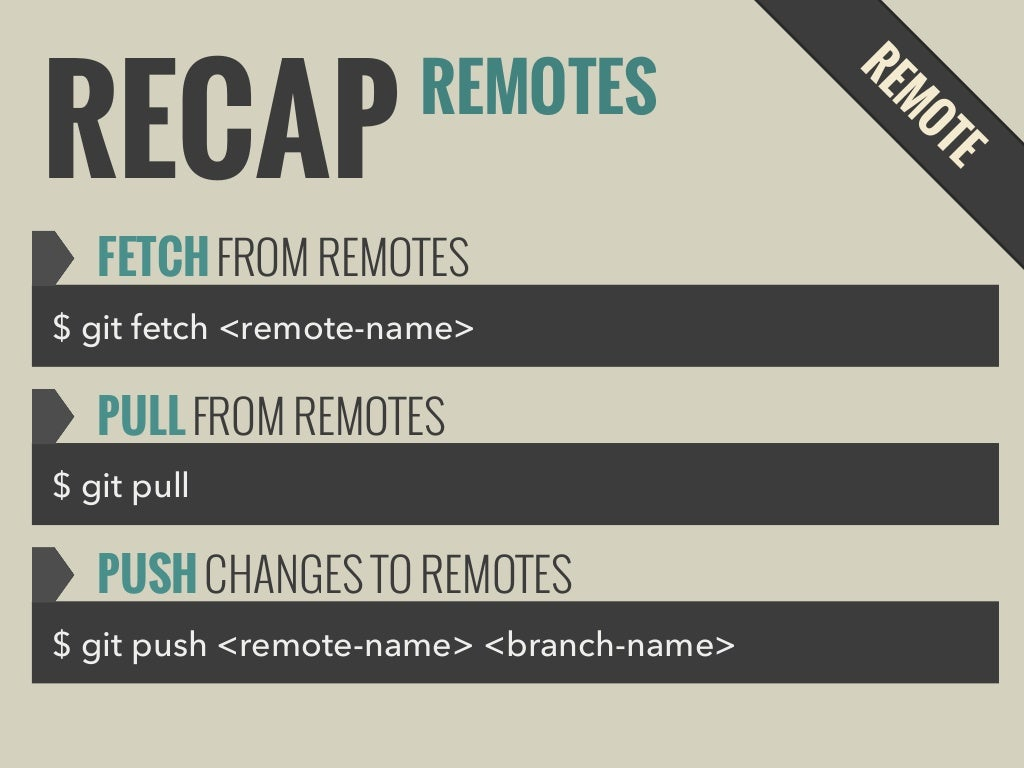 RECAP REMOTES
REMOTE
FETCH FROM REMOTES
$ git fetch <remote-name>
PULL FROM REMOTES
$ git pull
PUSH CHANGES TO REMOTES
$ git push <remote-name> <branch-name>